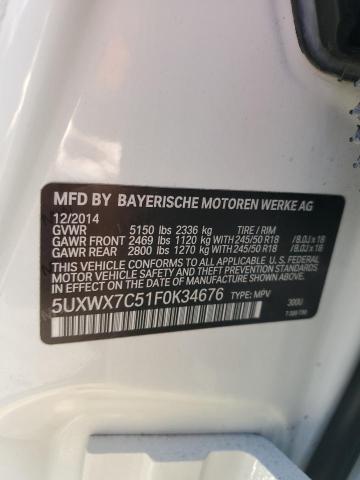 MFD BY BAYERISCHE MOTOREN WERKE AG
12/2014
GVWR 5150 lbs 2336 kg TIRE / RIM
GAWR FRONT 2469 lbs 1120 kg WITH 245/50 R18 / 8.0J x 18
GAWR REAR 2800 lbs 1270 kg WITH 245/50 R18 / 8.0J x 18
THIS VEHICLE CONFORMS TO ALL APPLICABLE U.S. FEDERAL
MOTOR VEHICLE SAFETY AND THEFT PREVENTION STANDARDS
IN EFFECT ON THE DATE OF MANUFACTURE SHOWN ABOVE.
5UXWX7C51F0K34676 TYPE: MPV 300U